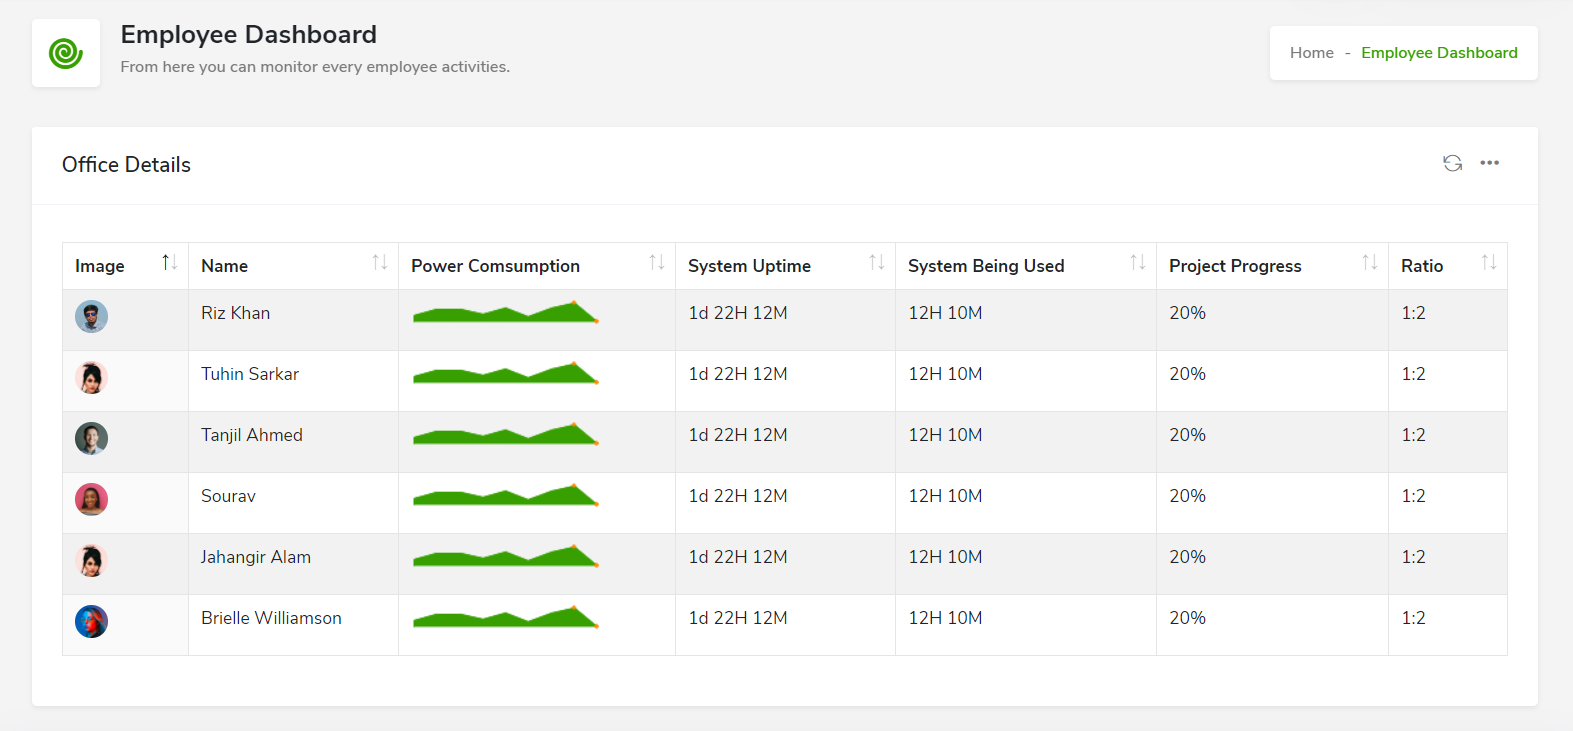 Employee Dashboard
From here you can monitor every employee activities.
Home - Employee Dashboard
Office Details
Image Name Power Comsumption System Uptime System Being Used Project Progress Ratio
Riz Khan 1d 22H 12M 12H 10M 20% 1:2
Tuhin Sarkar 1d 22H 12M 12H 10M 20% 1:2
Tanjil Ahmed 1d 22H 12M 12H 10M 20% 1:2
Sourav 1d 22H 12M 12H 10M 20% 1:2
Jahangir Alam 1d 22H 12M 12H 10M 20% 1:2
Brielle Williamson 1d 22H 12M 12H 10M 20% 1:2